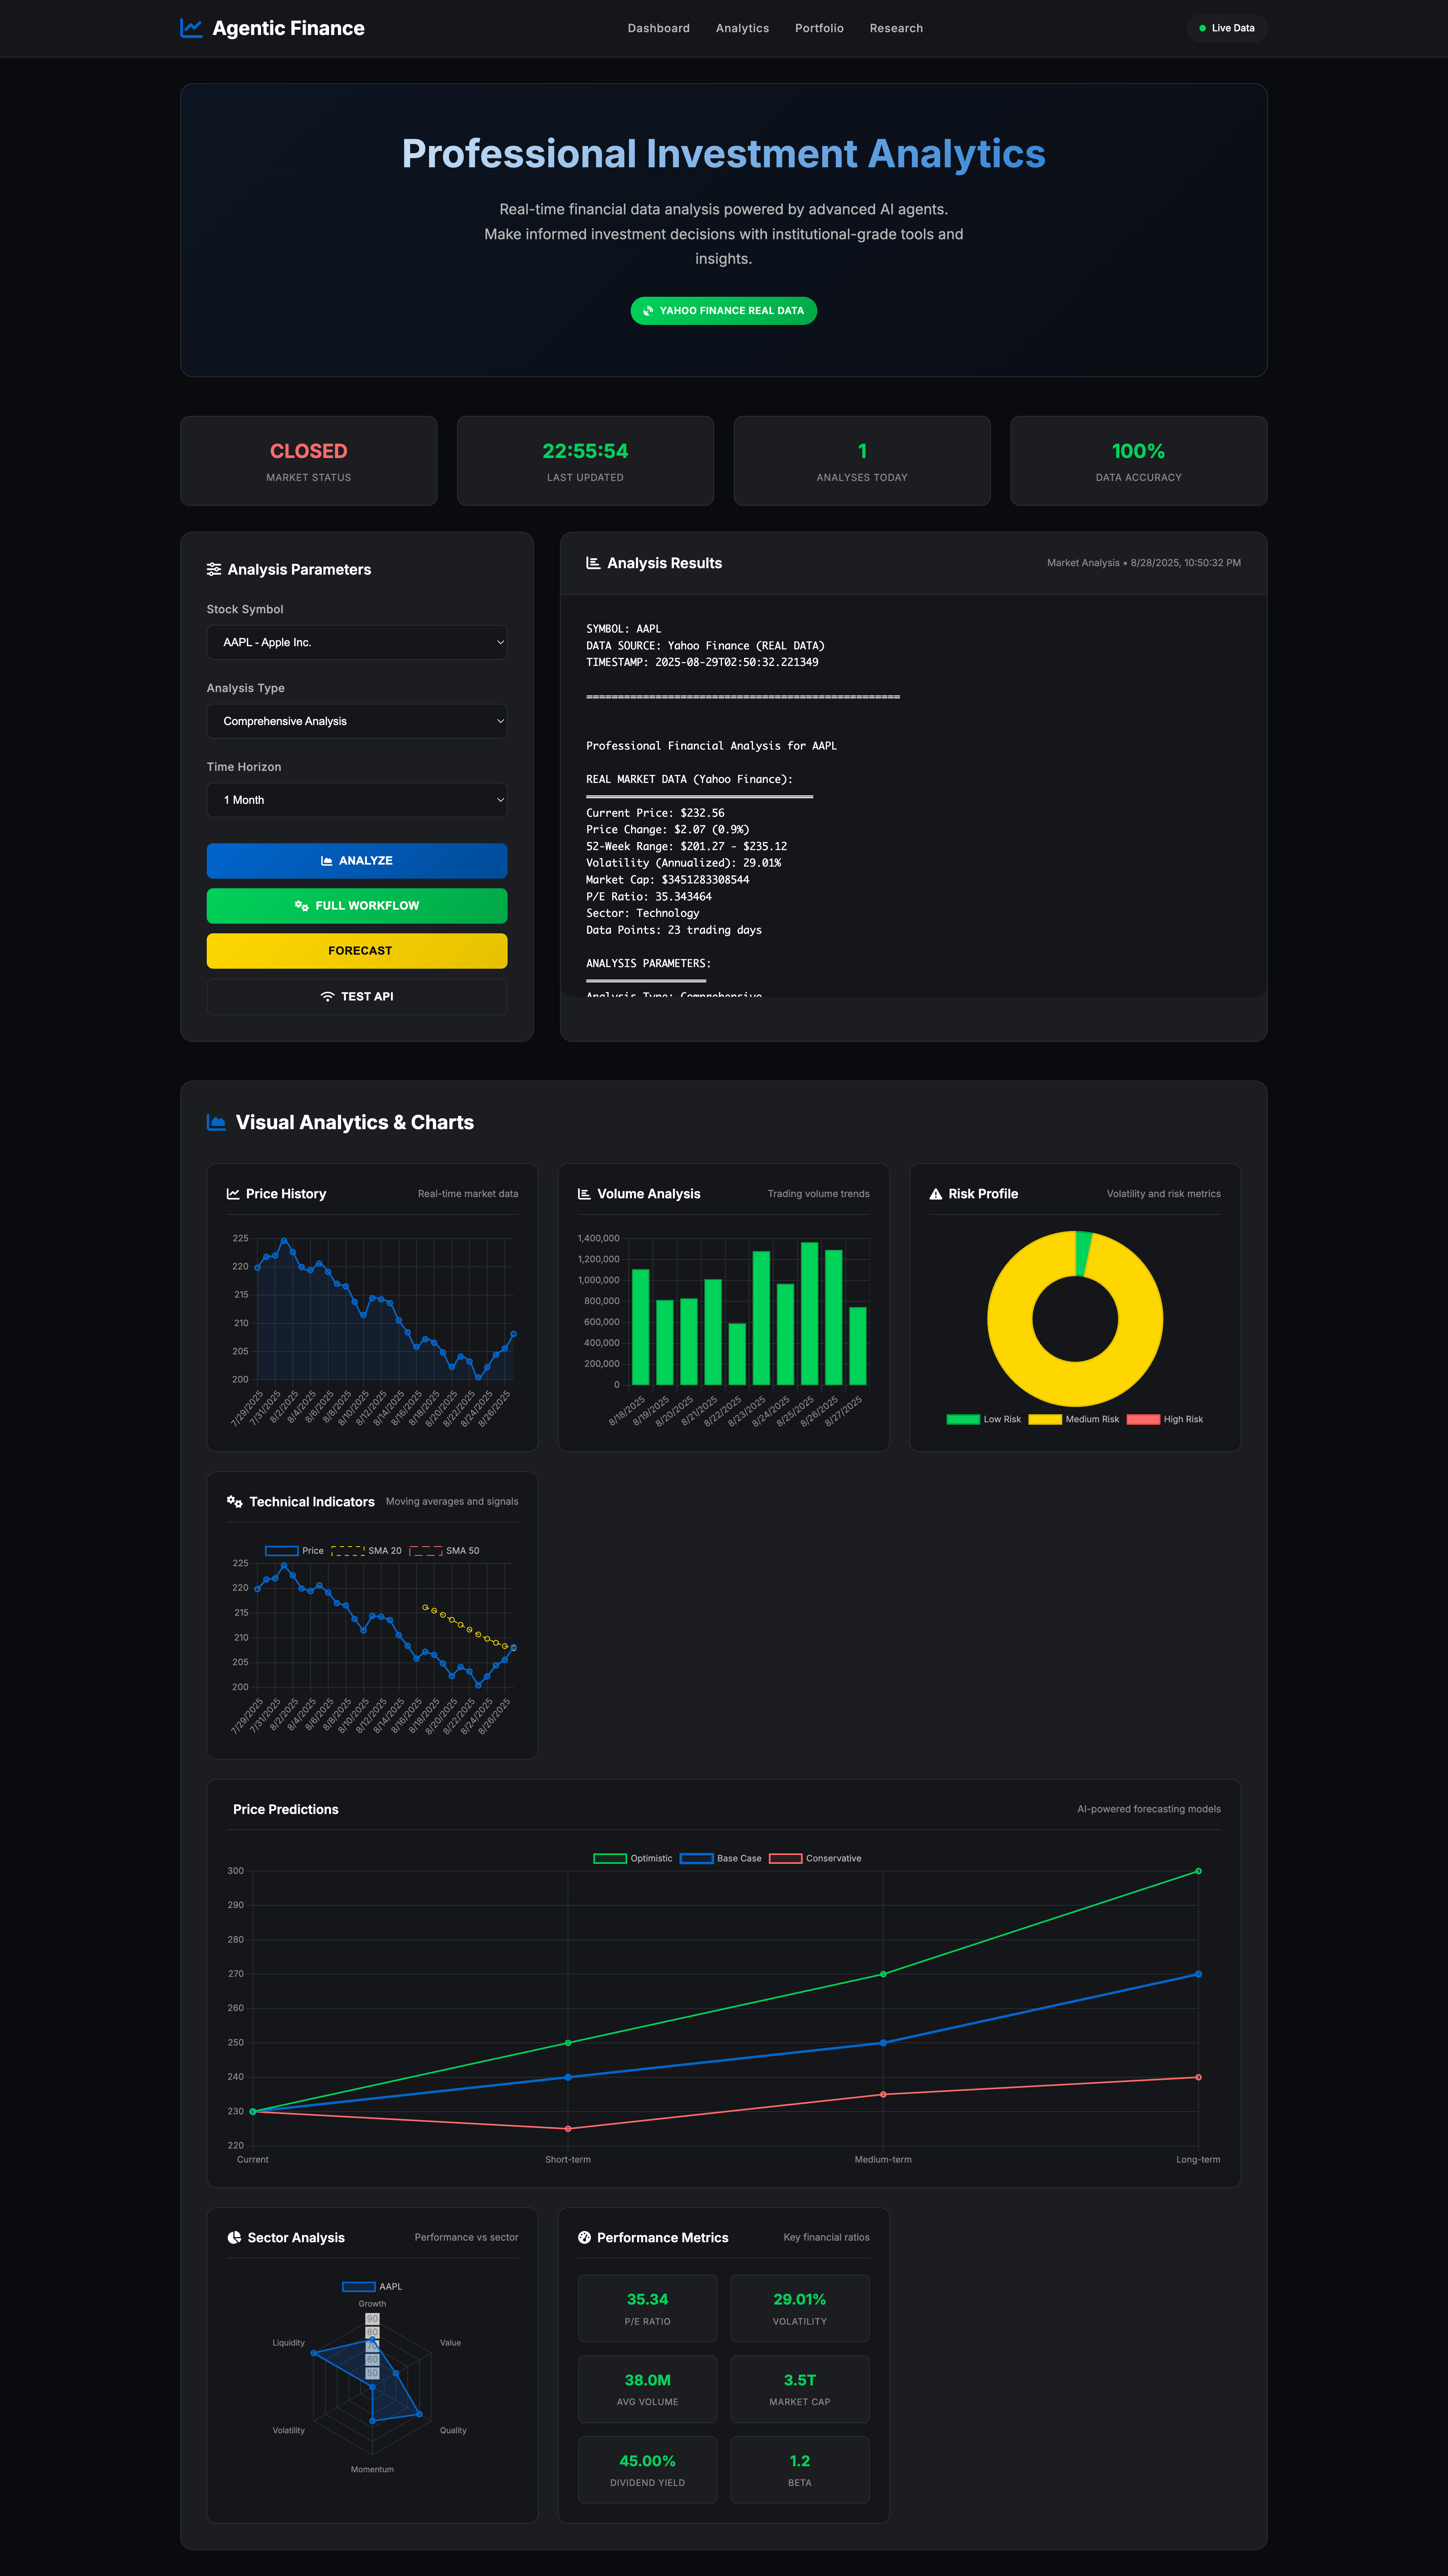 Agentic Finance
Dashboard Analytics Portfolio Research
Live Data
Professional Investment Analytics
Real-time financial data analysis powered by advanced AI agents.
Make informed investment decisions with institutional-grade tools and
insights.
YAHOO FINANCE REAL DATA
CLOSED
MARKET STATUS
22:55:54
LAST UPDATED
1
ANALYSES TODAY
100%
DATA ACCURACY
Analysis Parameters
Stock Symbol
AAPL - Apple Inc.
Analysis Type
Comprehensive Analysis
Time Horizon
1 Month
ANALYZE
FULL WORKFLOW
FORECAST
TEST API
Analysis Results
Market Analysis • 8/28/2025, 10:50:32 PM
SYMBOL: AAPL
DATA SOURCE: Yahoo Finance (REAL DATA)
TIMESTAMP: 2025-08-29T02:50:32.221349
==================================================
Professional Financial Analysis for AAPL
REAL MARKET DATA (Yahoo Finance):
Current Price: $232.56
Price Change: $2.07 (0.9%)
52-Week Range: $201.27 - $235.12
Volatility (Annualized): 29.01%
Market Cap: $3451283308544
P/E Ratio: 35.343464
Sector: Technology
Data Points: 23 trading days
ANALYSIS PARAMETERS:
Analysis Type: Comprehensive
Visual Analytics & Charts
Price History
Real-time market data
225
220
215
210
205
200
7/29/2025
7/31/2025
8/2/2025
8/4/2025
8/6/2025
8/8/2025
8/10/2025
8/12/2025
8/14/2025
8/16/2025
8/18/2025
8/20/2025
8/22/2025
8/24/2025
8/26/2025
Volume Analysis
Trading volume trends
1,400,000
1,200,000
1,000,000
800,000
600,000
400,000
200,000
0
8/18/2025
8/19/2025
8/20/2025
8/21/2025
8/22/2025
8/23/2025
8/24/2025
8/25/2025
8/26/2025
8/27/2025
Risk Profile
Volatility and risk metrics
Low Risk Medium Risk High Risk
Technical Indicators
Moving averages and signals
Price SMA 20 SMA 50
225
220
215
210
205
200
7/29/2025
7/31/2025
8/2/2025
8/4/2025
8/6/2025
8/8/2025
8/10/2025
8/12/2025
8/14/2025
8/16/2025
8/18/2025
8/20/2025
8/22/2025
8/24/2025
8/26/2025
Price Predictions
AI-powered forecasting models
Optimistic Base Case Conservative
300
290
280
270
260
250
240
230
220
Current Short-term Medium-term Long-term
Sector Analysis
Performance vs sector
AAPL
Growth
90
80
70
60
50
Liquidity
Value
Volatility
Quality
Momentum
Performance Metrics
Key financial ratios
35.34
P/E RATIO
29.01%
VOLATILITY
38.0M
AVG VOLUME
3.5T
MARKET CAP
45.00%
DIVIDEND YIELD
1.2
BETA